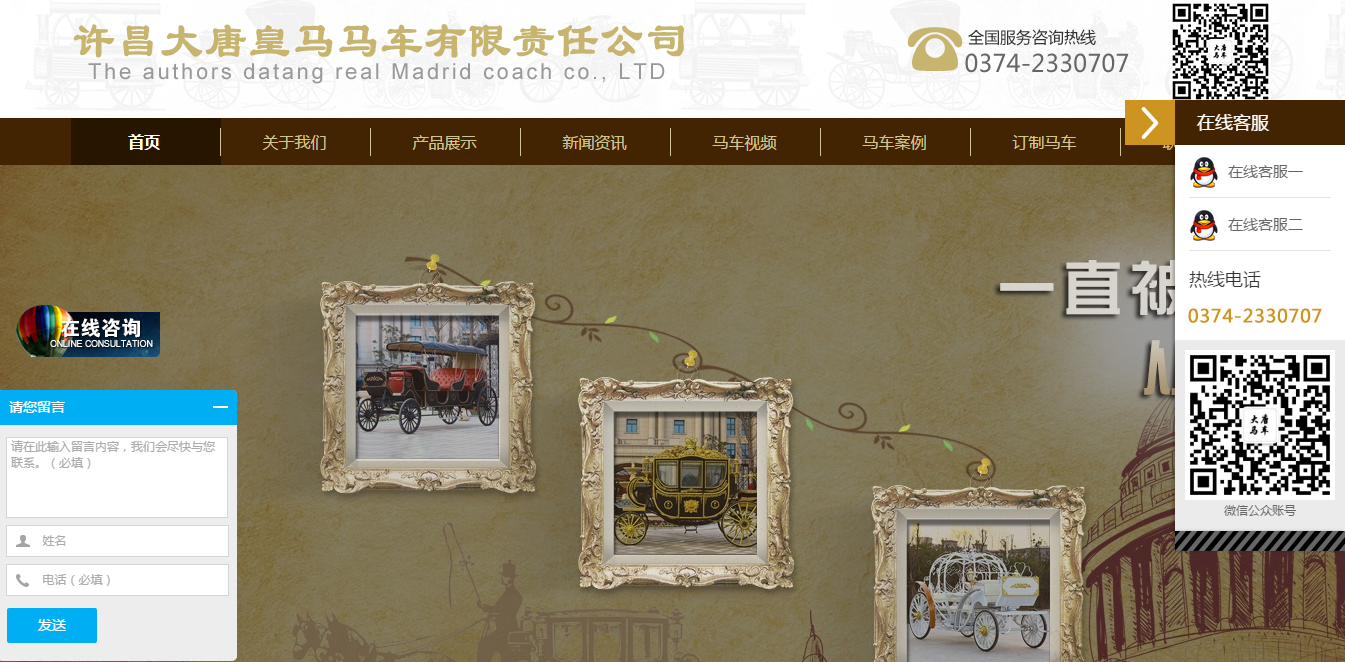 许昌大唐皇马马车有限责任公司
The authors datang real Madrid coach co., LTD
全国服务咨询热线
0374-2330707
大唐
马车
首页
关于我们
产品展示
新闻资讯
马车视频
马车案例
订制马车
在线客服
在线客服一
在线客服二
热线电话
0374-2330707
大唐
马车
微信公众账号
一直被
在线咨询
ONLINE CONSULTATION
请您留言
请在此输入留言内容，我们会尽快与您
联系。（必填）
姓名
电话（必填）
发送